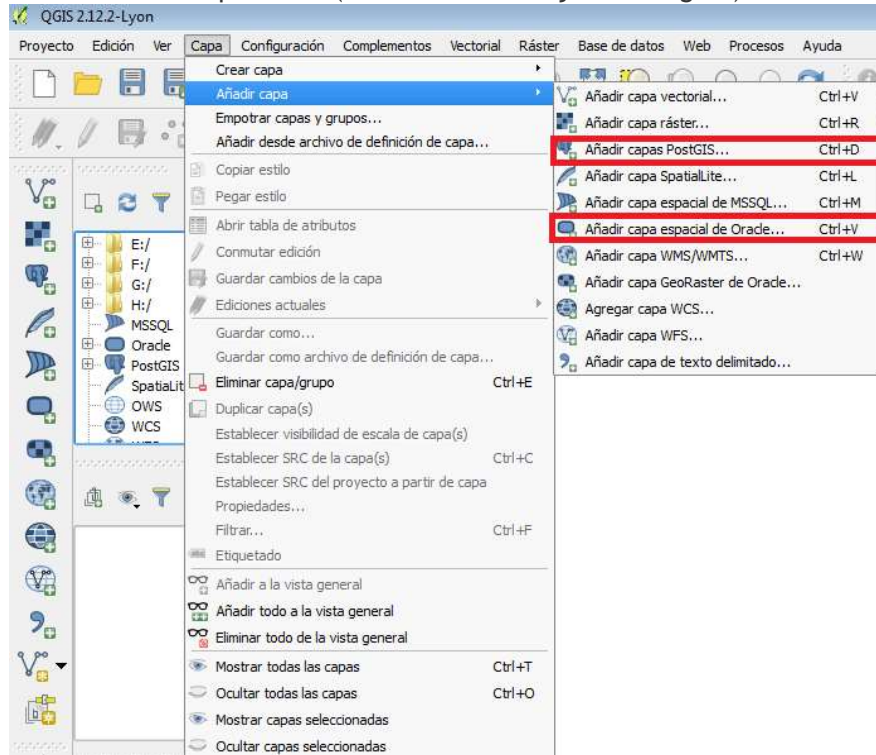 QGIS 2.12.2-Lyon
Proyecto Edición Ver Capa Configuración Complementos Vectorial Ráster Base de datos Web Procesos Ayuda
Crear capa
Añadir capa
Empotrar capas y grupos...
Añadir desde archivo de definición de capa...
Copiar estilo
Pegar estilo
Abrir tabla de atributos
Conmutar edición
Guardar cambios de la capa
Ediciones actuales
Guardar como...
Guardar como archivo de definición de capa...
Eliminar capa/grupo Ctrl+E
Duplicar capa(s)
Establecer visibilidad de escala de capa(s)
Establecer SRC de la capa(s) Ctrl+C
Establecer SRC del proyecto a partir de capa
Propiedades...
Filtrar... Ctrl+F
Etiquetado
Añadir a la vista general
Añadir todo a la vista general
Eliminar todo de la vista general
Mostrar todas las capas Ctrl+T
Ocultar todas las capas Ctrl+O
Mostrar capas seleccionadas
Ocultar capas seleccionadas
Añadir capa vectorial... Ctrl+V
Añadir capa ráster... Ctrl+R
Añadir capas PostGIS... Ctrl+D
Añadir capa SpatiaLite... Ctrl+L
Añadir capa espacial de MSSQL... Ctrl+M
Añadir capa espacial de Oracle... Ctrl+V
Añadir capa WMS/WMTS... Ctrl+W
Añadir capa GeoRaster de Oracle...
Agregar capa WCS...
Añadir capa WFS...
Añadir capa de texto delimitado...
E:/
F:/
G:/
H:/
MSSQL
Oracle
PostGIS
SpatiaLit
OWS
WCS